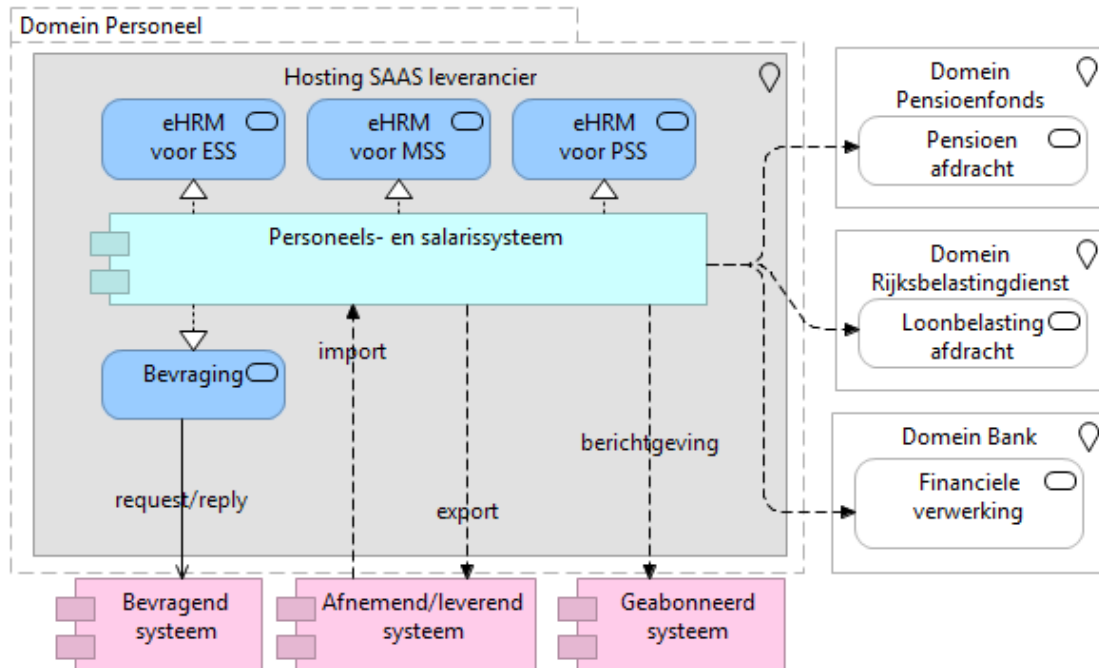 Domein Personeel
Hosting SAAS leverancier
eHRM
voor ESS
eHRM
voor MSS
eHRM
voor PSS
Personeels- en salarissysteem
Bevraging
import
berichtgeving
request/reply
export
Bevragend
systeem
Afnemend/leverend
systeem
Geabonneerd
systeem
Domein
Pensioenfonds
Pensioen
afdracht
Domein
Rijksbelastingdienst
Loonbelasting
afdracht
Domein Bank
Financiele
verwerking